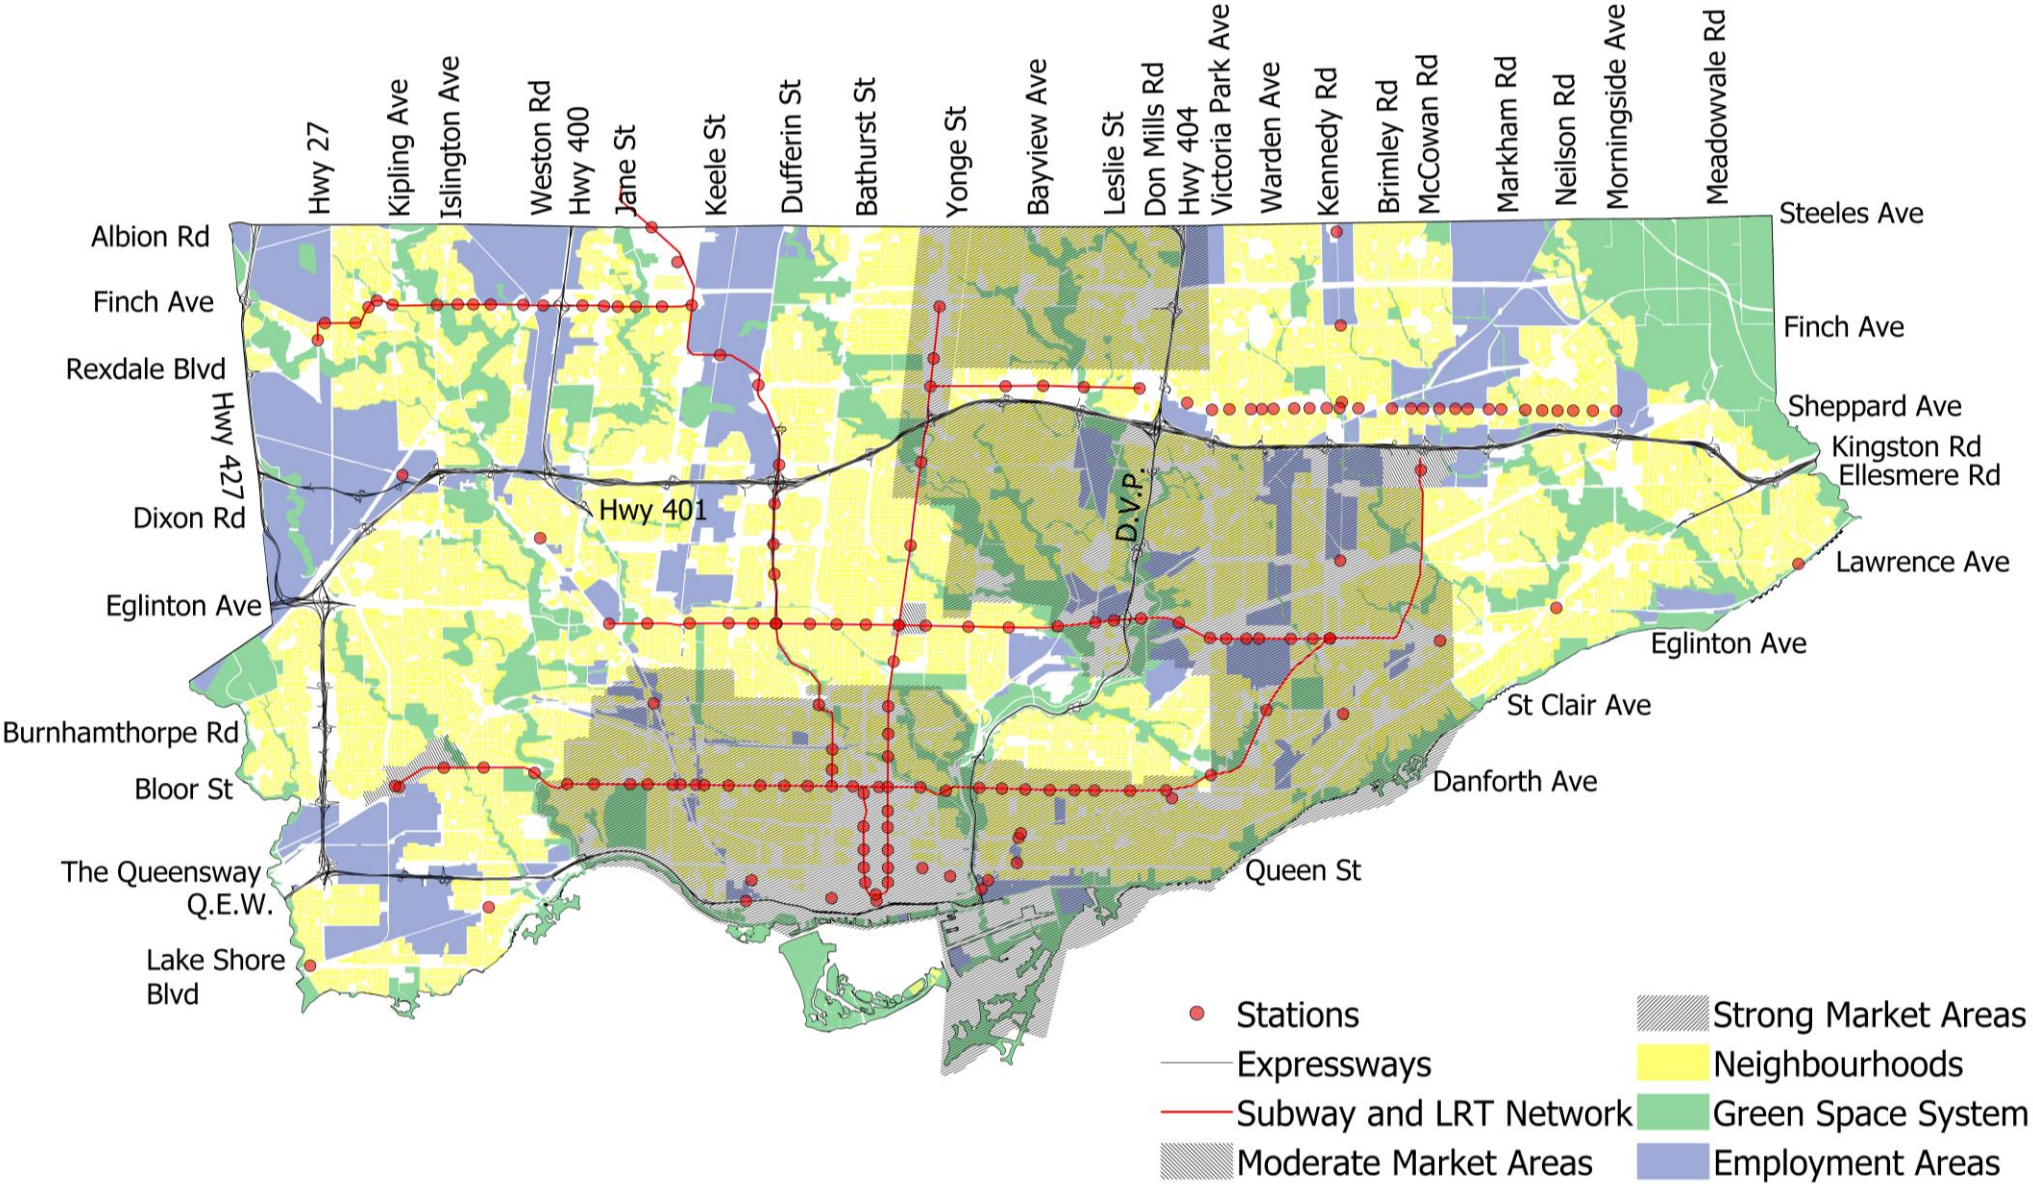 Hwy 27
Kipling Ave
Islington Ave
Weston Rd
Hwy 400
Jane St
Keele St
Dufferin St
Bathurst St
Yonge St
Bayview Ave
Leslie St
Don Mills Rd
Hwy 404
Victoria Park Ave
Warden Ave
Kennedy Rd
Brimley Rd
McCowan Rd
Markham Rd
Neilson Rd
Morningside Ave
Meadowvale Rd
Albion Rd
Finch Ave
Rexdale Blvd
Hwy 427
Dixon Rd
Eglinton Ave
Burnhamthorpe Rd
Bloor St
The Queensway
Q.E.W.
Lake Shore
Blvd
Hwy 401
D.V.P.
Steeles Ave
Finch Ave
Sheppard Ave
Kingston Rd
Ellesmere Rd
Lawrence Ave
Eglinton Ave
St Clair Ave
Danforth Ave
Queen St
Stations
Expressways
Subway and LRT Network
Moderate Market Areas
Strong Market Areas
Neighbourhoods
Green Space System
Employment Areas